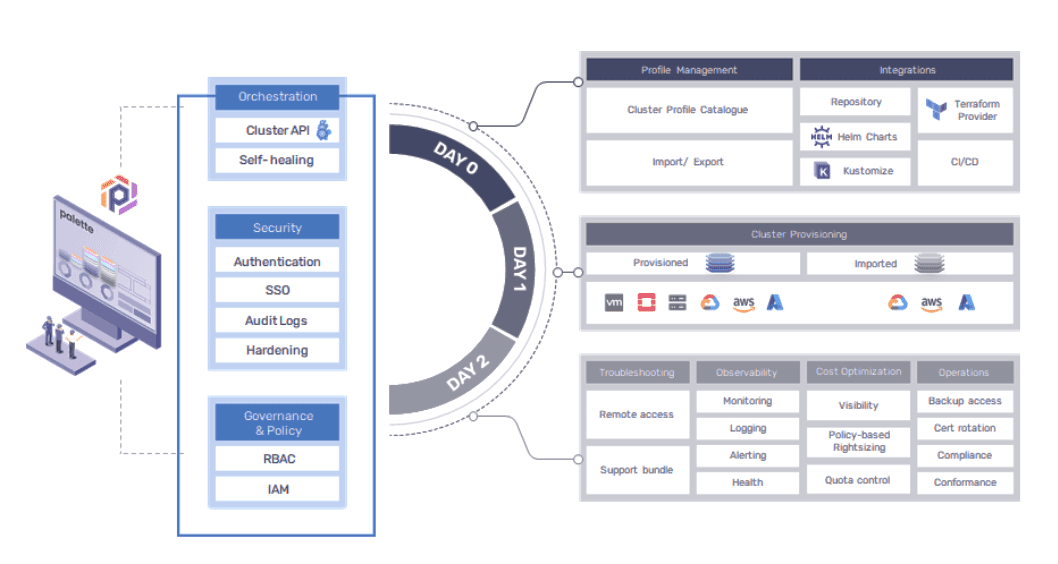 palette
Orchestration
Cluster API
Self-healing
Security
Authentication
SSO
Audit Logs
Hardening
Governance
& Policy
RBAC
IAM
DAY 0
DAY 1
DAY 2
Profile Management
Cluster Profile Catalogue
Import/ Export
Integrations
Repository
HELM Helm Charts
K Kustomize
Terraform
Provider
CI/CD
Cluster Provisioning
Provisioned
Imported
vm
aws
aws
Troubleshooting
Remote access
Support bundle
Observability
Monitoring
Logging
Alerting
Health
Cost Optimization
Visibility
Policy-based
Rightsizing
Quota control
Operations
Backup access
Cert rotation
Compliance
Conformance